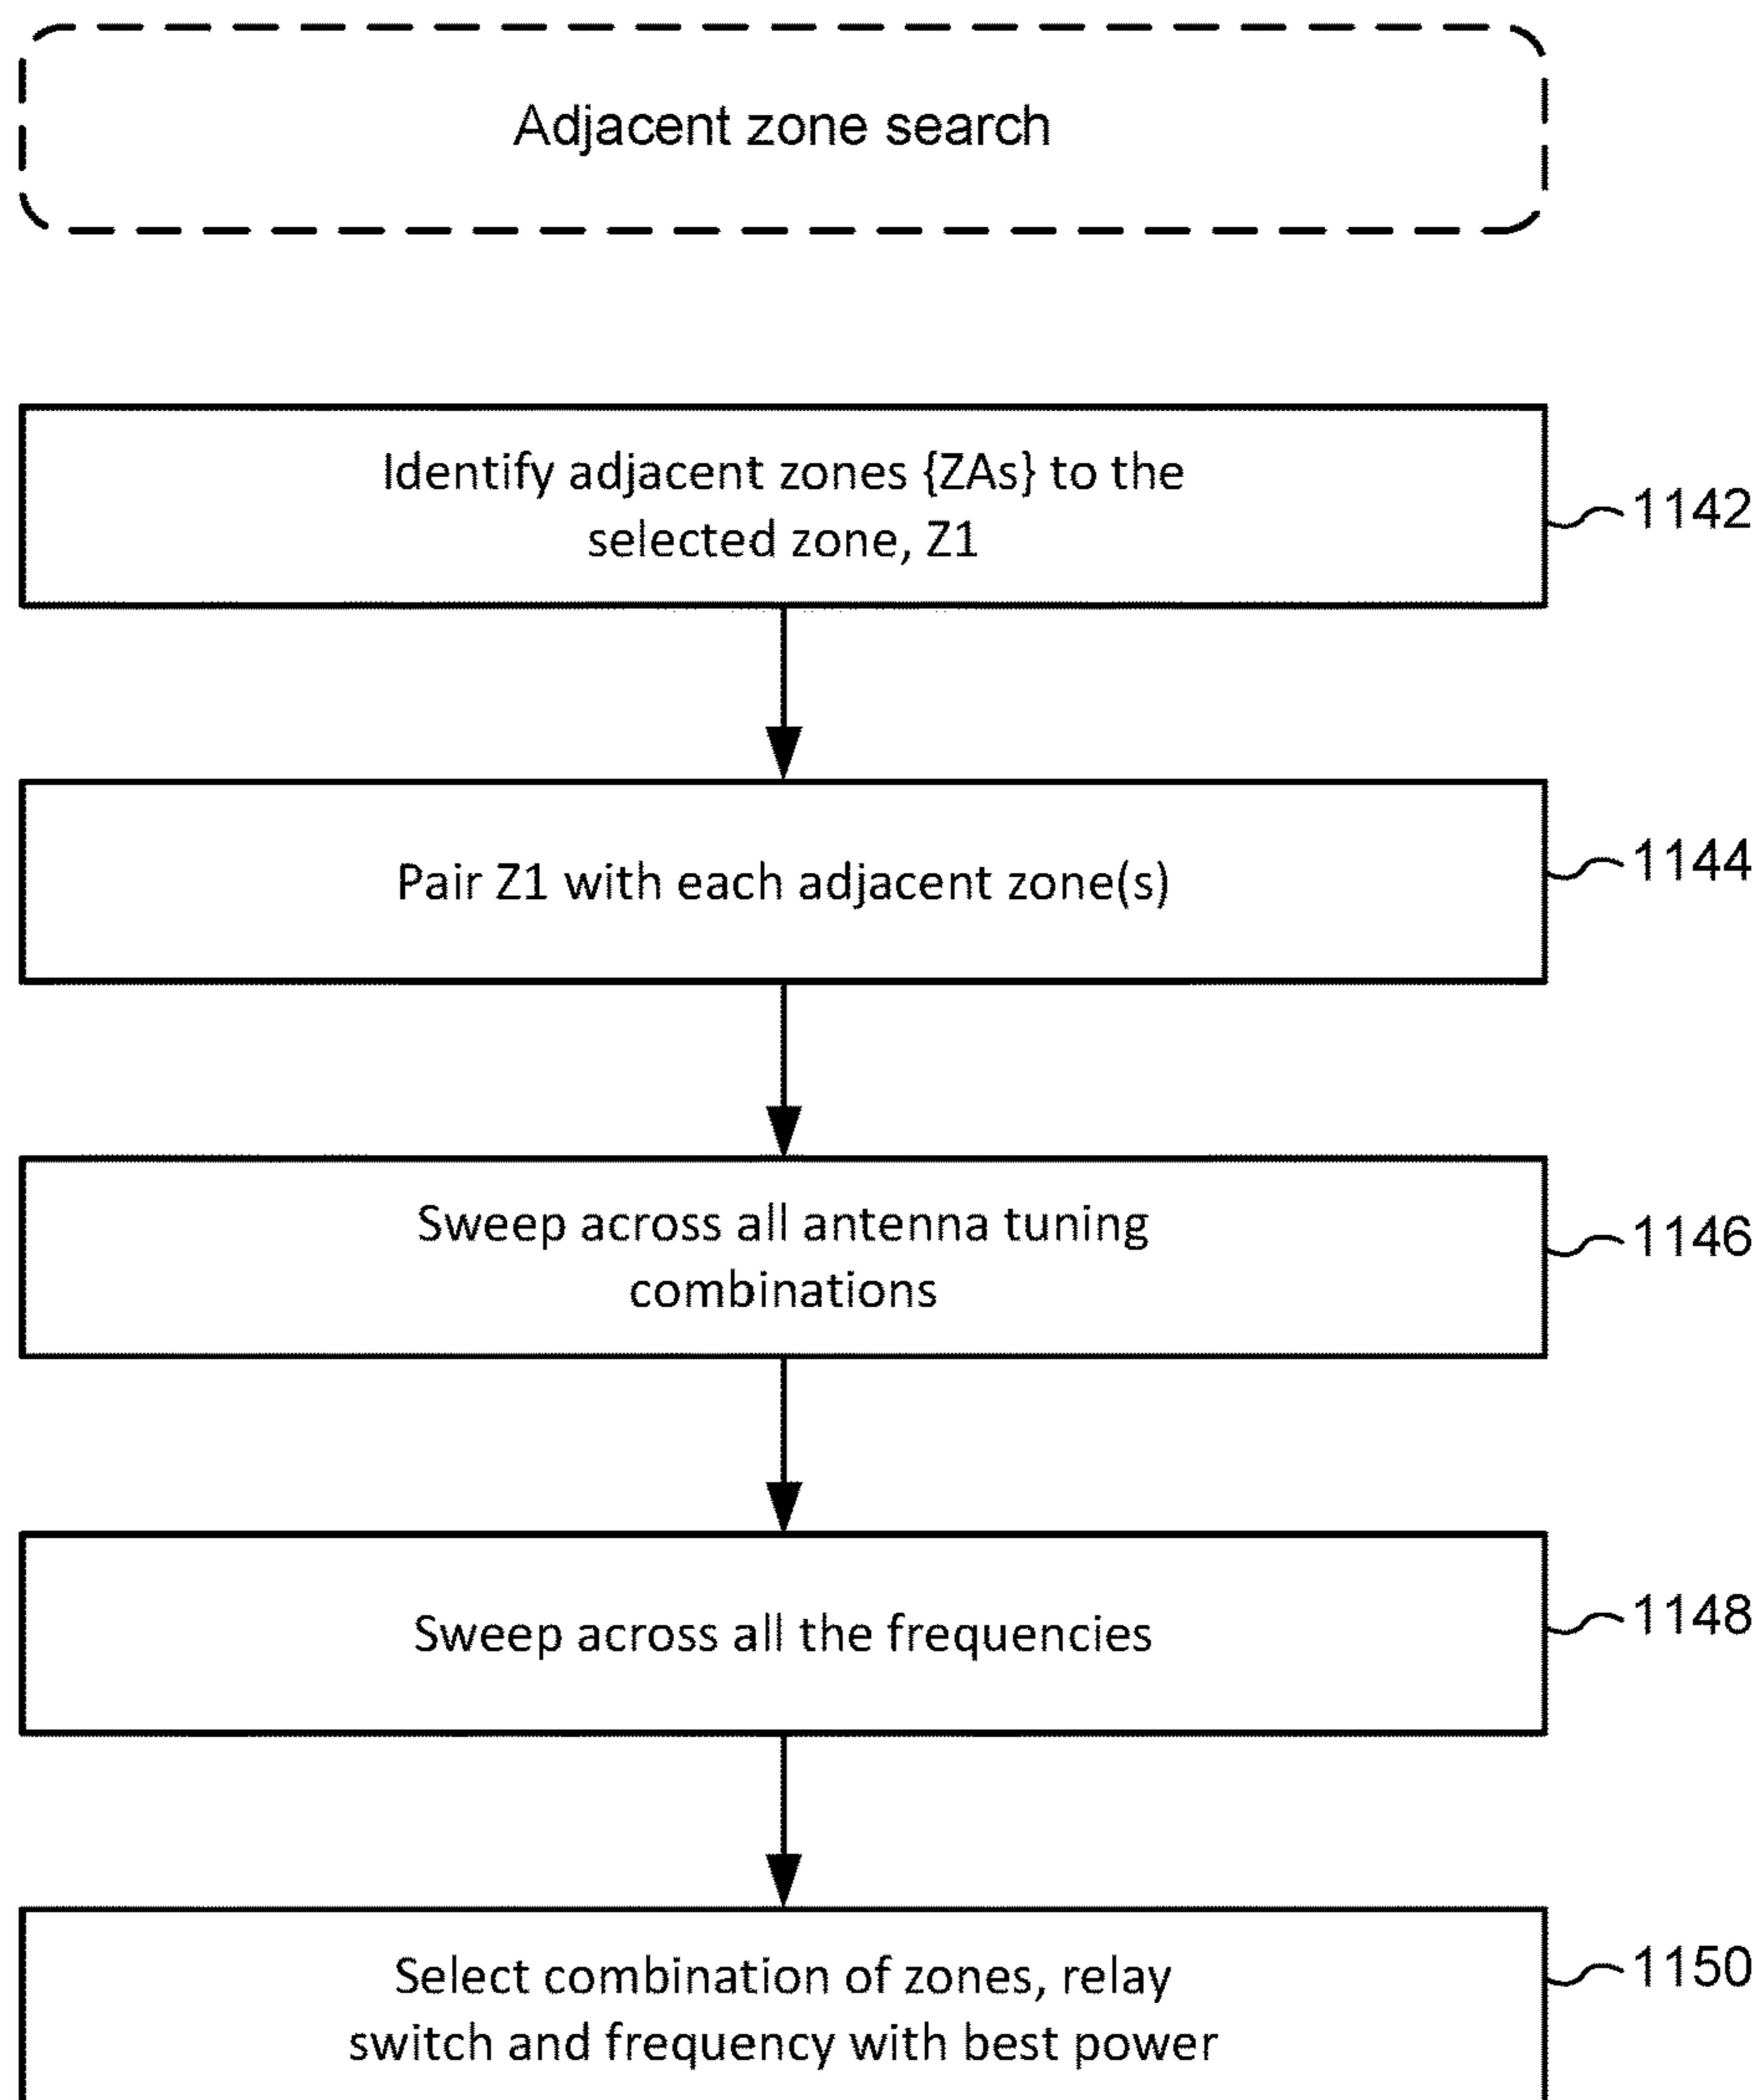 Adjacent zone search
Identify adjacent zones {ZAs} to the
selected zone, Z1
1142
Pair Z1 with each adjacent zone(s)
1144
Sweep across all antenna tuning
combinations
1146
Sweep across all the frequencies
1148
Select combination of zones, relay
switch and frequency with best power
1150